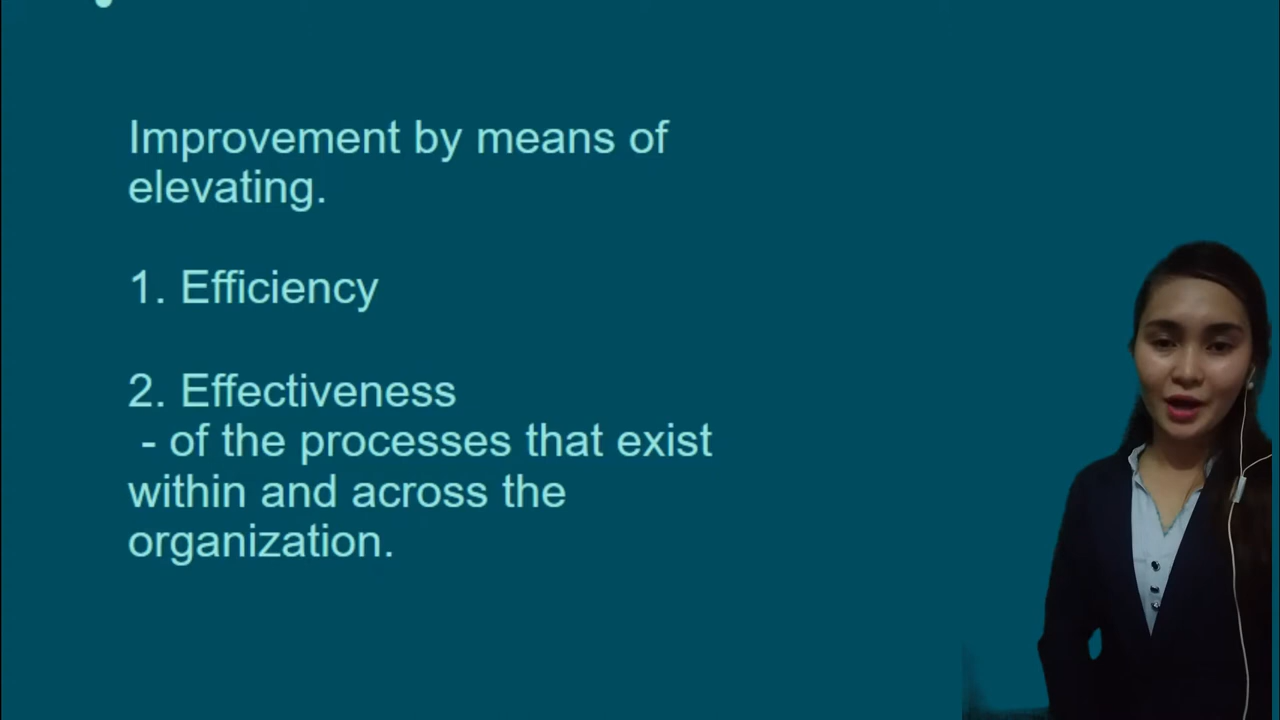 Improvement by means of
elevating.
1. Efficiency
2. Effectiveness
- of the processes that exist
within and across the
organization.